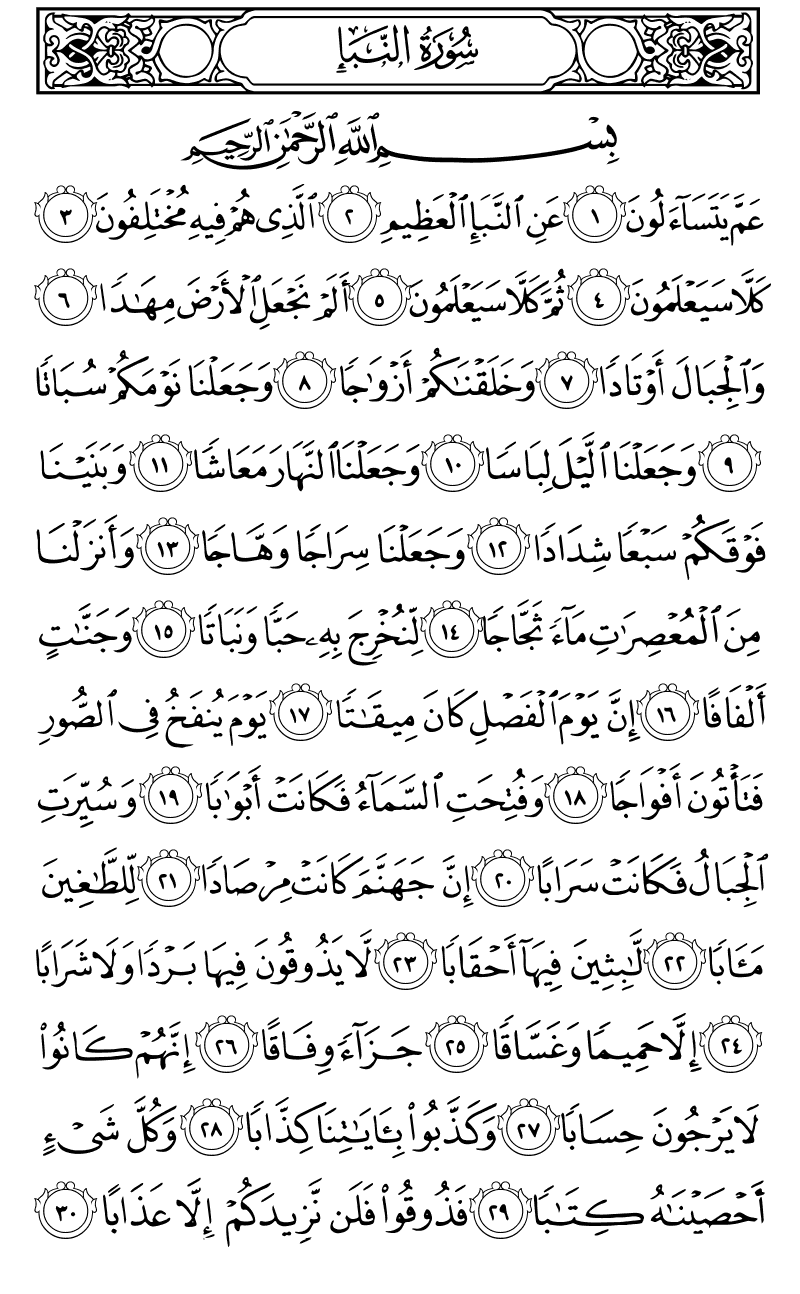 سُورَةُ النَّبَإِ
بِسْمِ ٱللَّهِ ٱلرَّحْمَٰنِ ٱلرَّحِيمِ
عَمَّ يَتَسَآءَلُونَ ١ عَنِ ٱلنَّبَإِ ٱلْعَظِيمِ ٢ ٱلَّذِى هُمْ فِيهِ مُخْتَلِفُونَ ٣
كَلَّا سَيَعْلَمُونَ ٤ ثُمَّ كَلَّا سَيَعْلَمُونَ ٥ أَلَمْ نَجْعَلِ ٱلْأَرْضَ مِهَٰدًا ٦
وَٱلْجِبَالَ أَوْتَادًا ٧ وَخَلَقْنَٰكُمْ أَزْوَٰجًا ٨ وَجَعَلْنَا نَوْمَكُمْ سُبَاتًا
٩ وَجَعَلْنَا ٱلَّيْلَ لِبَاسًا ١٠ وَجَعَلْنَا ٱلنَّهَارَ مَعَاشًا ١١ وَبَنَيْنَا
فَوْقَكُمْ سَبْعًا شِدَادًا ١٢ وَجَعَلْنَا سِرَاجًا وَهَّاجًا ١٣ وَأَنزَلْنَا
مِنَ ٱلْمُعْصِرَٰتِ مَآءً ثَجَّاجًا ١٤ لِّنُخْرِجَ بِهِۦ حَبًّا وَنَبَاتًا ١٥ وَجَنَّٰتٍ
أَلْفَافًا ١٦ إِنَّ يَوْمَ ٱلْفَصْلِ كَانَ مِيقَٰتًا ١٧ يَوْمَ يُنفَخُ فِى ٱلصُّورِ
فَتَأْتُونَ أَفْوَاجًا ١٨ وَفُتِحَتِ ٱلسَّمَآءُ فَكَانَتْ أَبْوَٰبًا ١٩ وَسُيِّرَتِ
ٱلْجِبَالُ فَكَانَتْ سَرَابًا ٢٠ إِنَّ جَهَنَّمَ كَانَتْ مِرْصَادًا ٢١ لِّلطَّٰغِينَ
مَـَٔابًا ٢٢ لَّٰبِثِينَ فِيهَآ أَحْقَابًا ٢٣ لَّا يَذُوقُونَ فِيهَا بَرْدًا وَلَا شَرَابًا
٢٤ إِلَّا حَمِيمًا وَغَسَّاقًا ٢٥ جَزَآءً وِفَاقًا ٢٦ إِنَّهُمْ كَانُوا۟
لَا يَرْجُونَ حِسَابًا ٢٧ وَكَذَّبُوا۟ بِـَٔايَٰتِنَا كِذَّابًا ٢٨ وَكُلَّ شَىْءٍ
أَحْصَيْنَٰهُ كِتَٰبًا ٢٩ فَذُوقُوا۟ فَلَن نَّزِيدَكُمْ إِلَّا عَذَابًا ٣٠